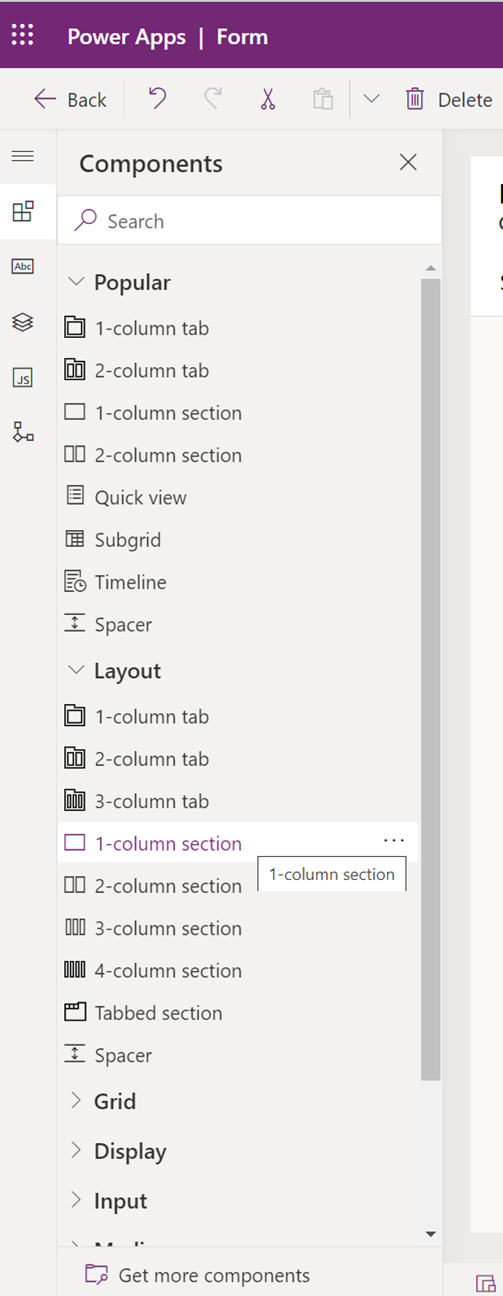 Power Apps | Form
Back
Delete
Components
Search
Abc
JS
Popular
1-column tab
2-column tab
1-column section
2-column section
Quick view
Subgrid
Timeline
Spacer
Layout
1-column tab
2-column tab
3-column tab
1-column section
1-column section
2-column section
3-column section
4-column section
Tabbed section
Spacer
Grid
Display
Input
Get more components